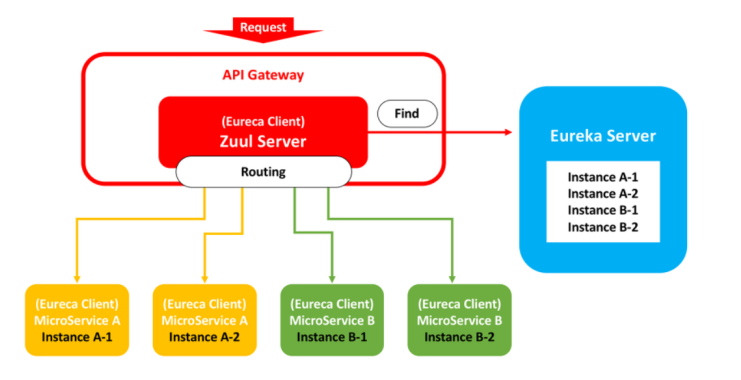 Request
API Gateway
(Eureca Client)
Zuul Server
Find
Routing
Eureka Server
Instance A-1
Instance A-2
Instance B-1
Instance B-2
(Eureca Client)
MicroService A
Instance A-1
(Eureca Client)
MicroService A
Instance A-2
(Eureca Client)
MicroService B
Instance B-1
(Eureca Client)
MicroService B
Instance B-2